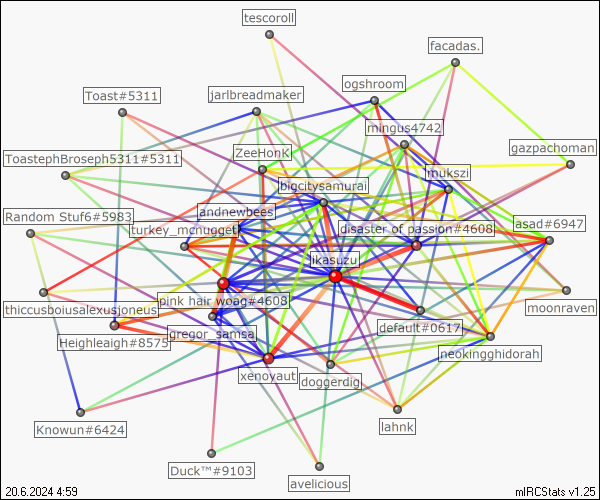 tescoroll
facadas.
ogshroom
Toast#5311
jarlbreadmaker
mingus4742
gazpachoman
ZeeHonK
ToastephBroseph5311#5311
mukszi
bigcitysamurai
andnewbees
Random Stuf6#5983
asad#6947
turkey_mcnugget
disaster of passion#4608
likasuzu
pink hair woag#4608
thiccusboiusalexusjoneus
moonraven
default#0617
gregor_samsa
Heighleaigh#8575
neokingghidorah
xenoyaut
doggerdig
lahnk
Knowun#6424
Duck™#9103
avelicious
20.6.2024 4:59
mIRCStats v1.25